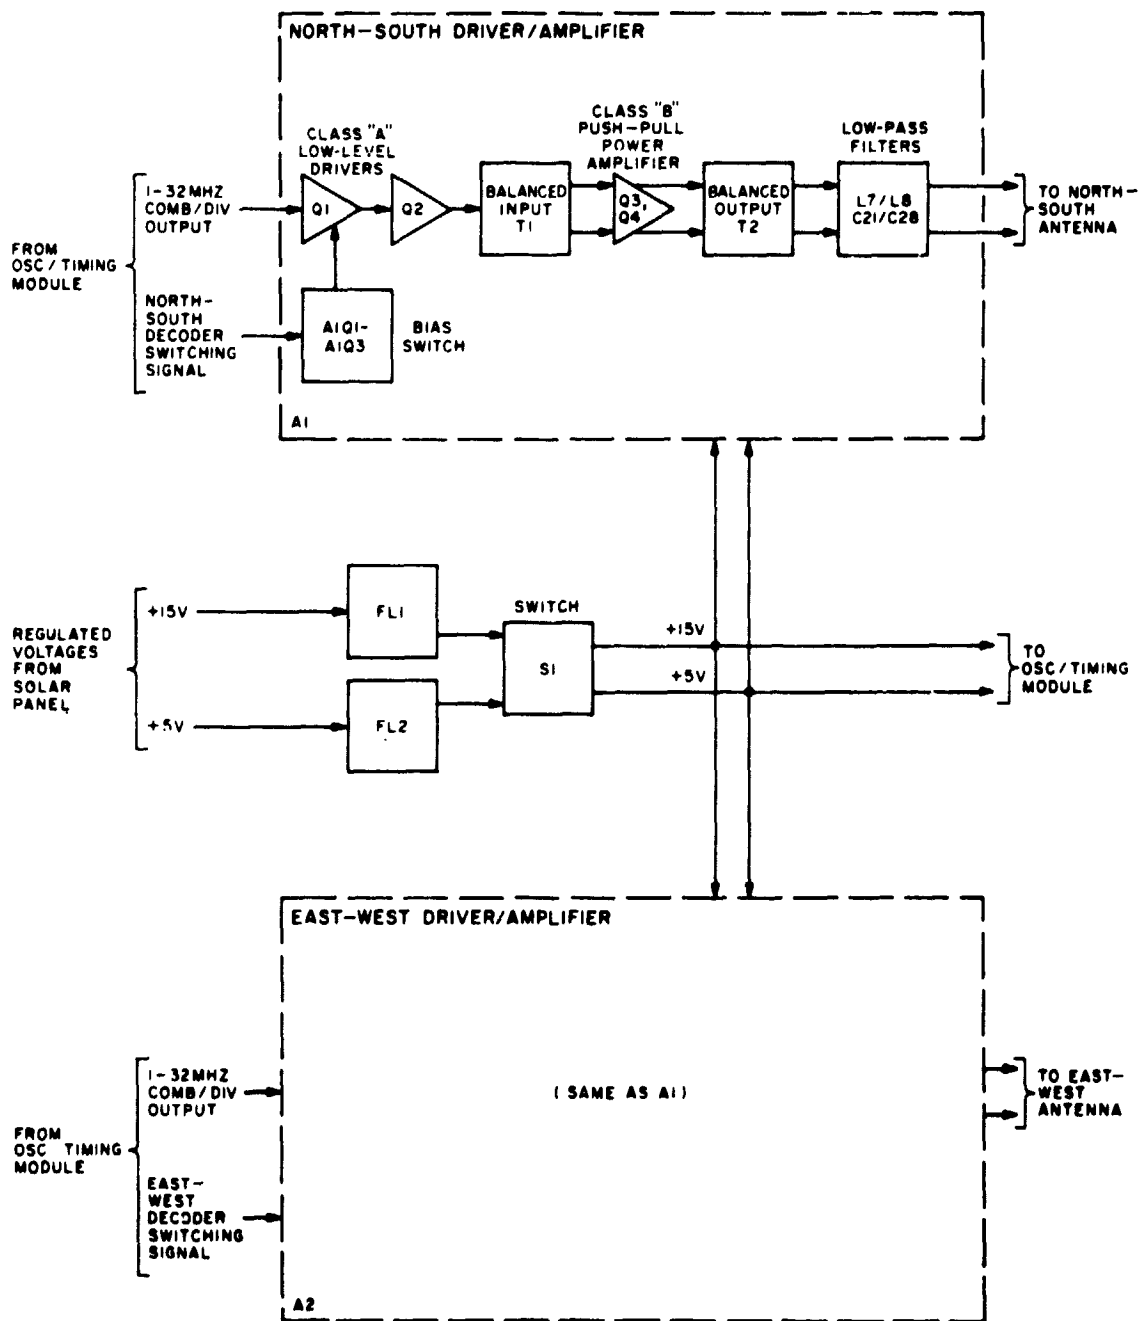 NORTH-SOUTH DRIVER/AMPLIFIER
CLASS "A"
LOW-LEVEL
DRIVERS
CLASS "B"
PUSH-PULL
POWER
AMPLIFIER
LOW-PASS
FILTERS
FROM
OSC/TIMING
MODULE
1-32MHZ
COMB/DIV
OUTPUT
Q1
Q2
BALANCED
INPUT
T1
Q3,
Q4
BALANCED
OUTPUT
T2
L7/L8
C21/C28
TO NORTH-
SOUTH
ANTENNA
NORTH-
SOUTH
DECODER
SWITCHING
SIGNAL
A1Q1-
A1Q3
BIAS
SWITCH
A1
REGULATED
VOLTAGES
FROM
SOLAR
PANEL
+15V
+5V
FL1
FL2
SWITCH
S1
+15V
+5V
TO
OSC/TIMING
MODULE
EAST-WEST DRIVER/AMPLIFIER
FROM
OSC TIMING
MODULE
1-32MHZ
COMB/DIV
OUTPUT
EAST-
WEST
DECODER
SWITCHING
SIGNAL
(SAME AS A1)
TO EAST-
WEST
ANTENNA
A2